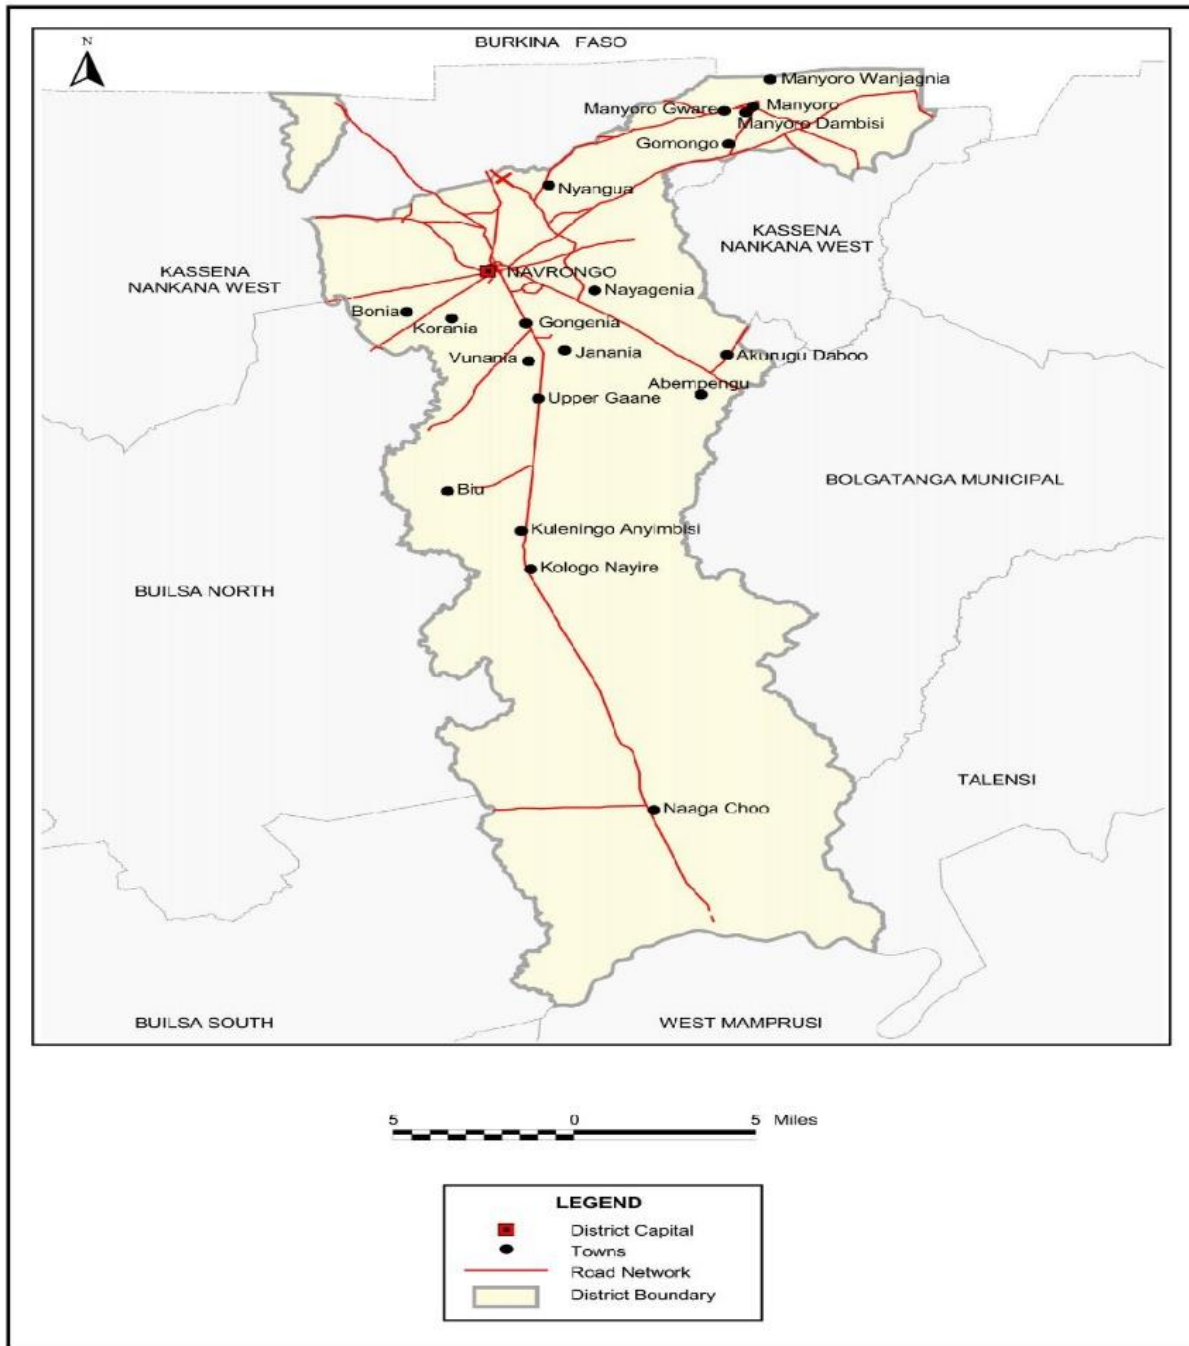 N
BURKINA FASO
Manyoro Wanjagnia
Manyoro Gware
Manyoro
Manyoro Dambisi
Gomongo
Nyangua
KASSENA
NANKANA WEST
KASSENA
NANKANA WEST
NAVRONGO
Nayagenia
Bonia
Korania
Gongenia
Vunania
Janania
Akurugu Daboo
Abempengu
Upper Gaane
BOLGATANGA MUNICIPAL
Biu
Kuleningo Anyimbisi
Kologo Nayire
BUILSA NORTH
TALENSI
Naaga Choo
BUILSA SOUTH
WEST MAMPRUSI
5 0 5 Miles
LEGEND
District Capital
Towns
Road Network
District Boundary